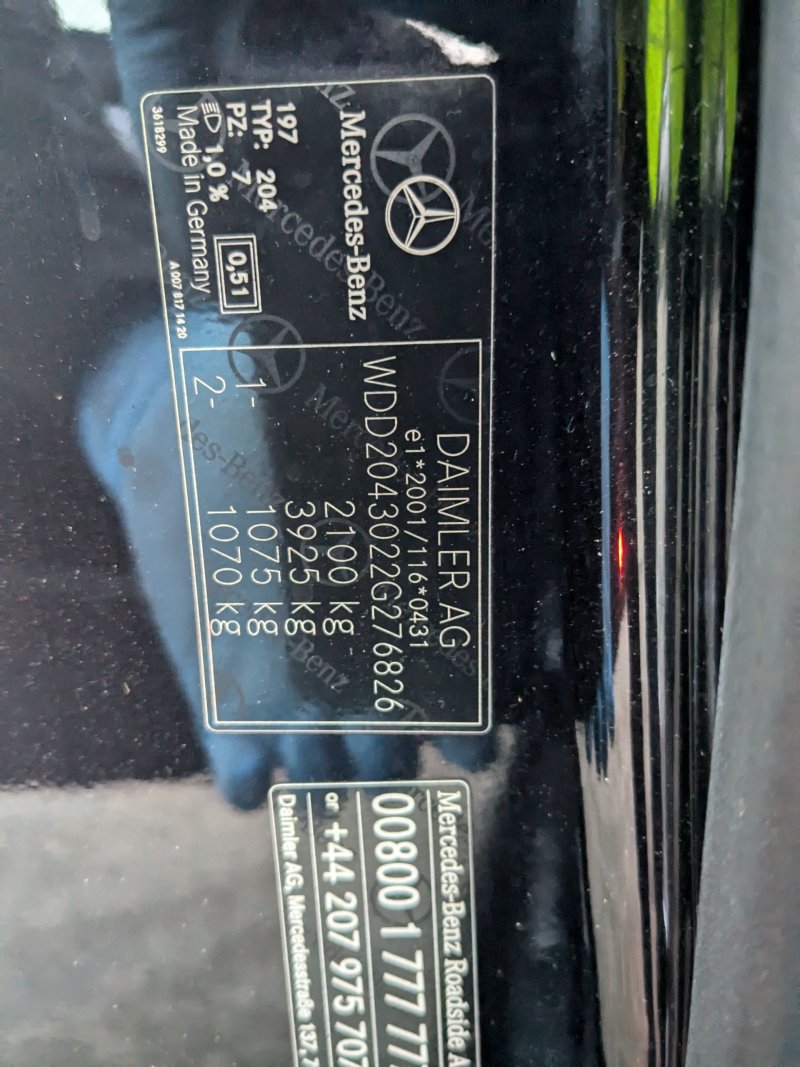 Mercedes-Benz
197
TYP: 204
PZ: 7
1,0 %
0,51
Made in Germany
3618299
A 007 817 14 20
DAIMLER AG
e1*2001/116*0431
WDD2043022G276826
2100 kg
3925 kg
1- 1075 kg
2- 1070 kg
Mercedes-Benz Roadside A
00800 1 777 777
or +44 207 975 707
Daimler AG, Mercedesstraße 137, 7